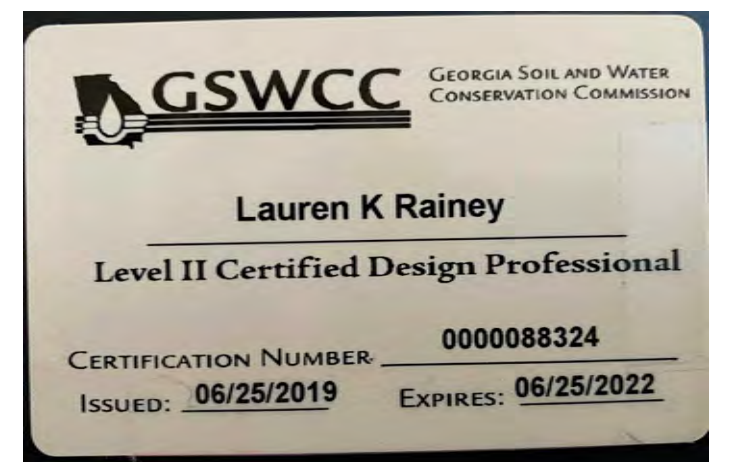 GSWCC
GEORGIA SOIL AND WATER
CONSERVATION COMMISSION
Lauren K Rainey
Level II Certified Design Professional
CERTIFICATION NUMBER 0000088324
ISSUED: 06/25/2019 EXPIRES: 06/25/2022